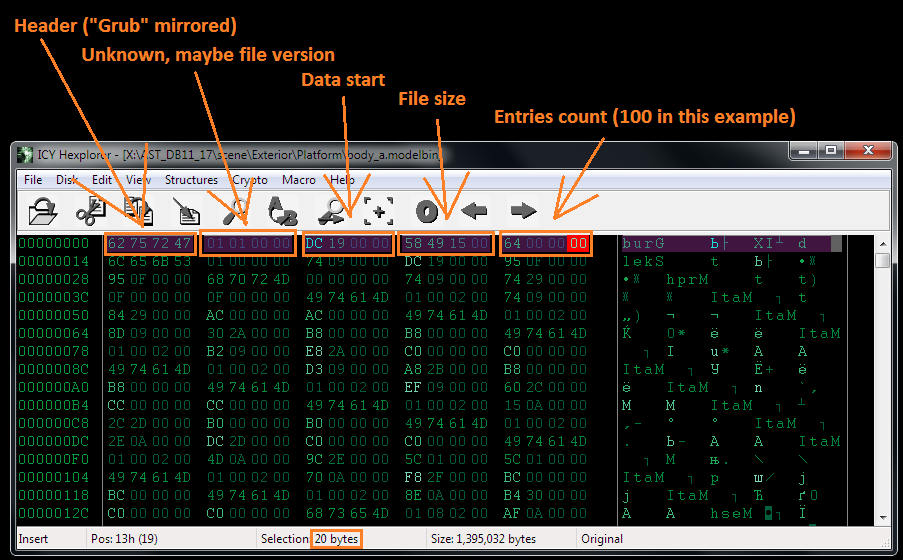 Header ("Grub" mirrored)
Unknown, maybe file version
Data start
File size
Entries count (100 in this example)
ICY Hexplorer - [X:\AST_DB11_17\scene\Exterior\Platform\body_a.modelbin]
File Disk Edit View Structures Crypto Macro Help
00000000 62 75 72 47 01 01 00 00 DC 19 00 00 58 49 15 00 64 00 00 00
00000014 6C 65 6B 53 01 00 00 00 74 09 00 00 DC 19 00 00 95 0F 00 00 lekS
00000028 95 0F 00 00 68 70 72 4D 00 00 00 00 74 09 00 00 74 29 00 00
0000003C 0F 00 00 00 0F 00 00 00 49 74 61 4D 01 00 02 00 74 29 00 00
00000050 84 29 00 00 AC 00 00 00 AC 00 00 00 49 74 61 4D 01 00 02 00
00000064 8D 09 00 00 30 2A 00 00 B8 00 00 00 B8 00 00 00 49 74 61 4D
00000078 01 00 02 00 B2 09 00 00 E8 2A 00 00 C0 00 00 00 C0 00 00 00
0000008C 49 74 61 4D 01 00 02 00 D3 09 00 00 A8 2B 00 00 B8 00 00 00
000000A0 B8 00 00 00 49 74 61 4D 01 00 02 00 EF 09 00 00 60 2C 00 00
000000B4 CC 00 00 00 CC 00 00 00 49 74 61 4D 01 00 02 00 15 0A 00 00
000000C8 2C 2D 00 00 B0 00 00 00 B0 00 00 00 49 74 61 4D 01 00 02 00
000000DC 2E 0A 00 00 DC 2D 00 00 C0 00 00 00 C0 00 00 00 49 74 61 4D
000000F0 01 00 02 00 4D 0A 00 00 9C 2E 00 00 5C 01 00 00 5C 01 00 00
00000104 49 74 61 4D 01 00 02 00 70 0A 00 00 F8 2F 00 00 BC 00 00 00
00000118 BC 00 00 00 49 74 61 4D 01 00 02 00 8E 0A 00 00 B4 30 00 00
0000012C C0 00 00 00 C0 00 00 00 68 73 65 4D 01 08 02 00 AF 0A 00 00
Insert Pos: 13h (19) Selection: 20 bytes Size: 1,395,032 bytes Original